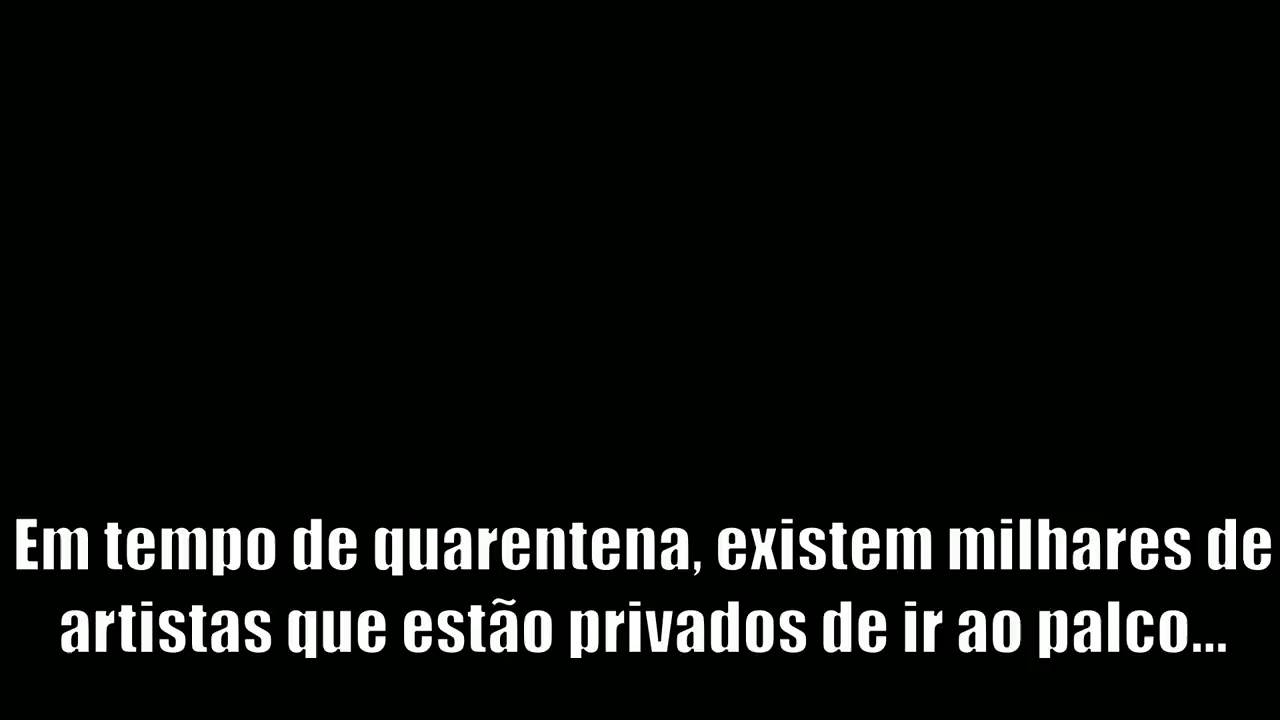 Em tempo de quarentena, existem milhares de
artistas que estão privados de ir ao palco...